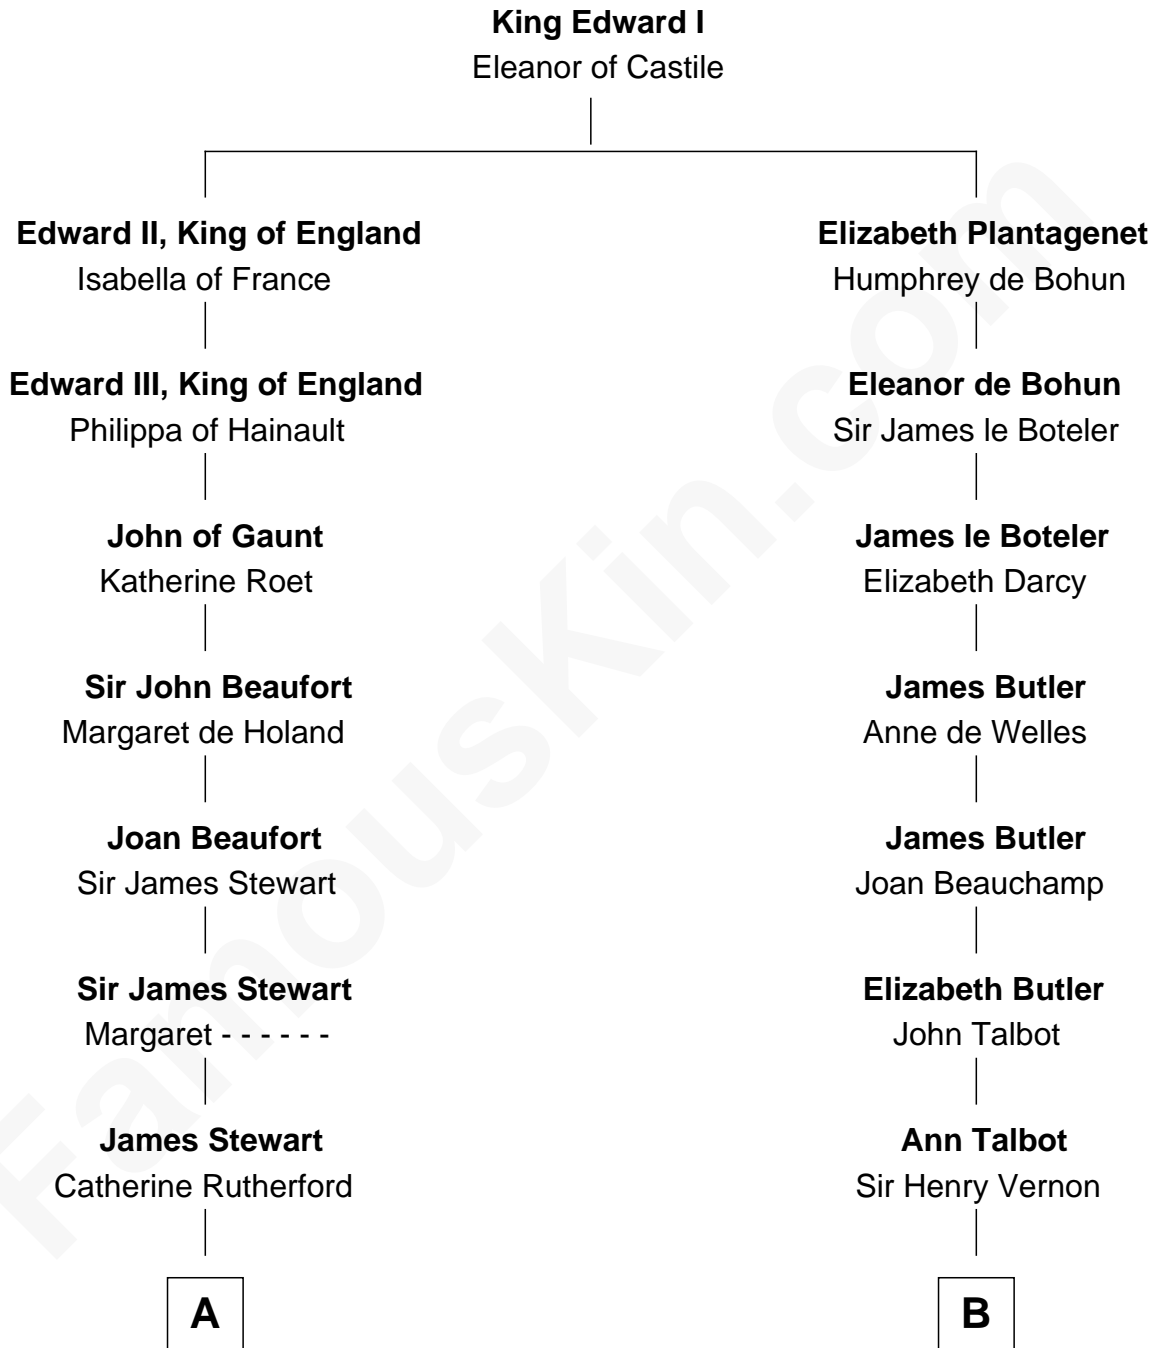 King Edward I
Eleanor of Castile
Edward II, King of England
Isabella of France
Edward III, King of England
Philippa of Hainault
John of Gaunt
Katherine Roet
Sir John Beaufort
Margaret de Holand
Joan Beaufort
Sir James Stewart
Sir James Stewart
Margaret - - - - - -
James Stewart
Catherine Rutherford
A
Elizabeth Plantagenet
Humphrey de Bohun
Eleanor de Bohun
Sir James le Boteler
James le Boteler
Elizabeth Darcy
James Butler
Anne de Welles
James Butler
Joan Beauchamp
Elizabeth Butler
John Talbot
Ann Talbot
Sir Henry Vernon
B
FamousKin.com